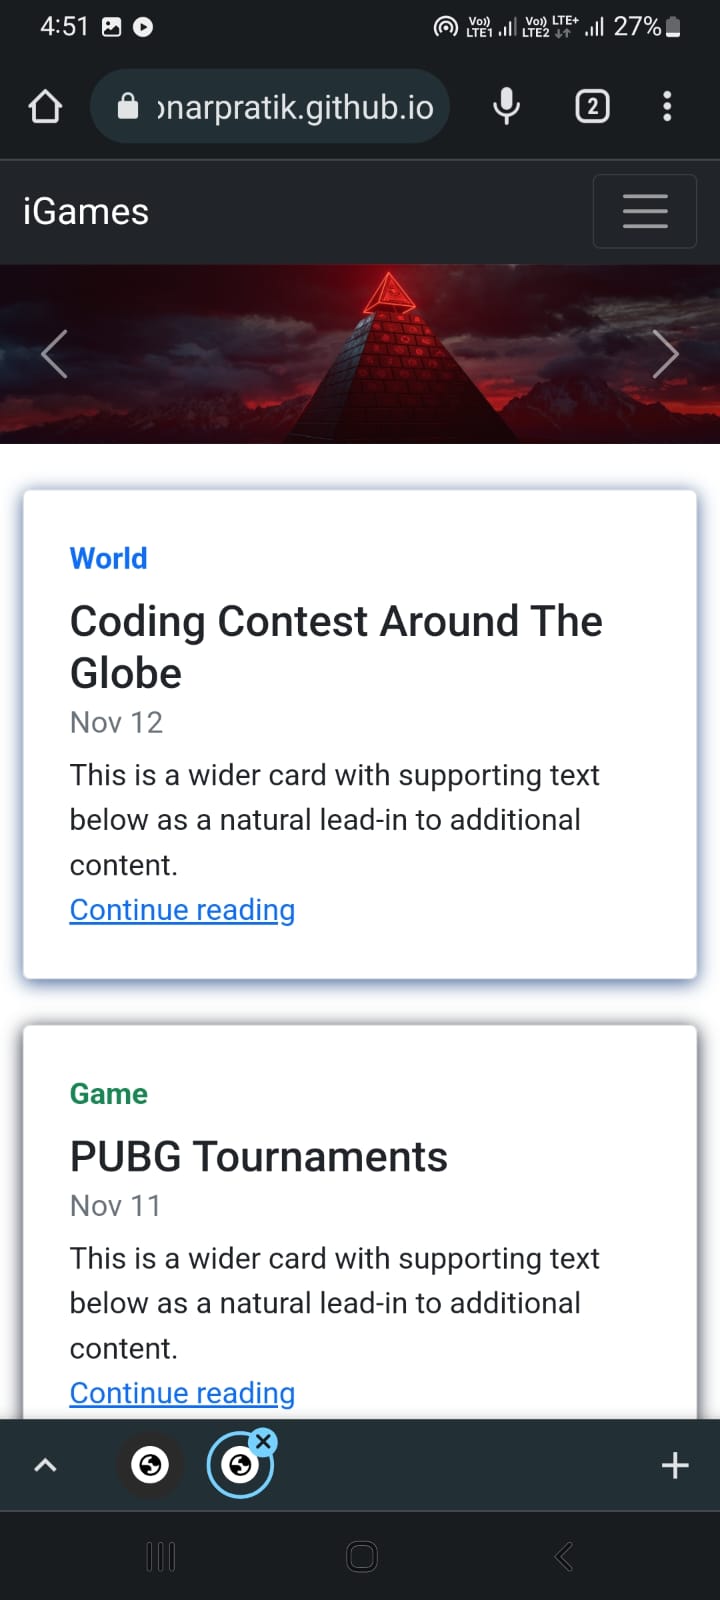 4:51 Vo)) LTE1 Vo)) LTE2 LTE+ 27%
onarpratik.github.io 2
iGames
World
Coding Contest Around The
Globe
Nov 12
This is a wider card with supporting text
below as a natural lead-in to additional
content.
Continue reading
Game
PUBG Tournaments
Nov 11
This is a wider card with supporting text
below as a natural lead-in to additional
content.
Continue reading